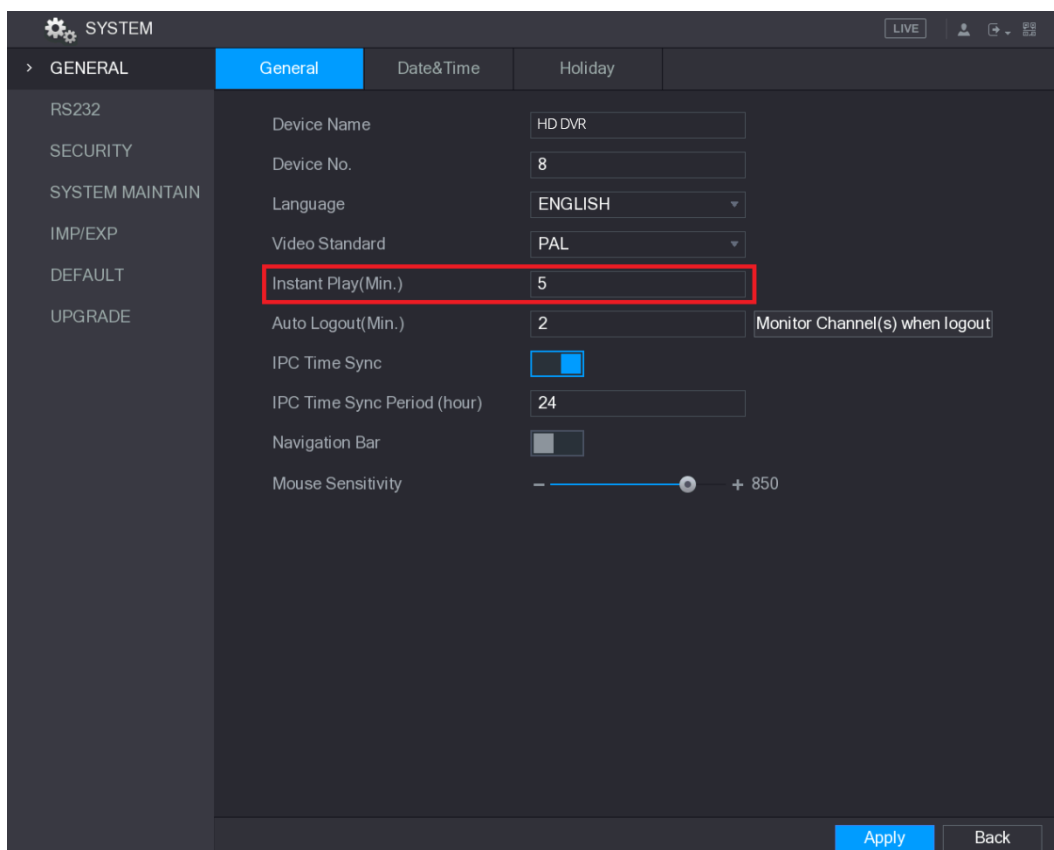 SYSTEM
LIVE
> GENERAL
General Date&Time Holiday
RS232
SECURITY
SYSTEM MAINTAIN
IMP/EXP
DEFAULT
UPGRADE
Device Name HD DVR
Device No. 8
Language ENGLISH
Video Standard PAL
Instant Play(Min.) 5
Auto Logout(Min.) 2 Monitor Channel(s) when logout
IPC Time Sync
IPC Time Sync Period (hour) 24
Navigation Bar
Mouse Sensitivity − + 850
Apply Back